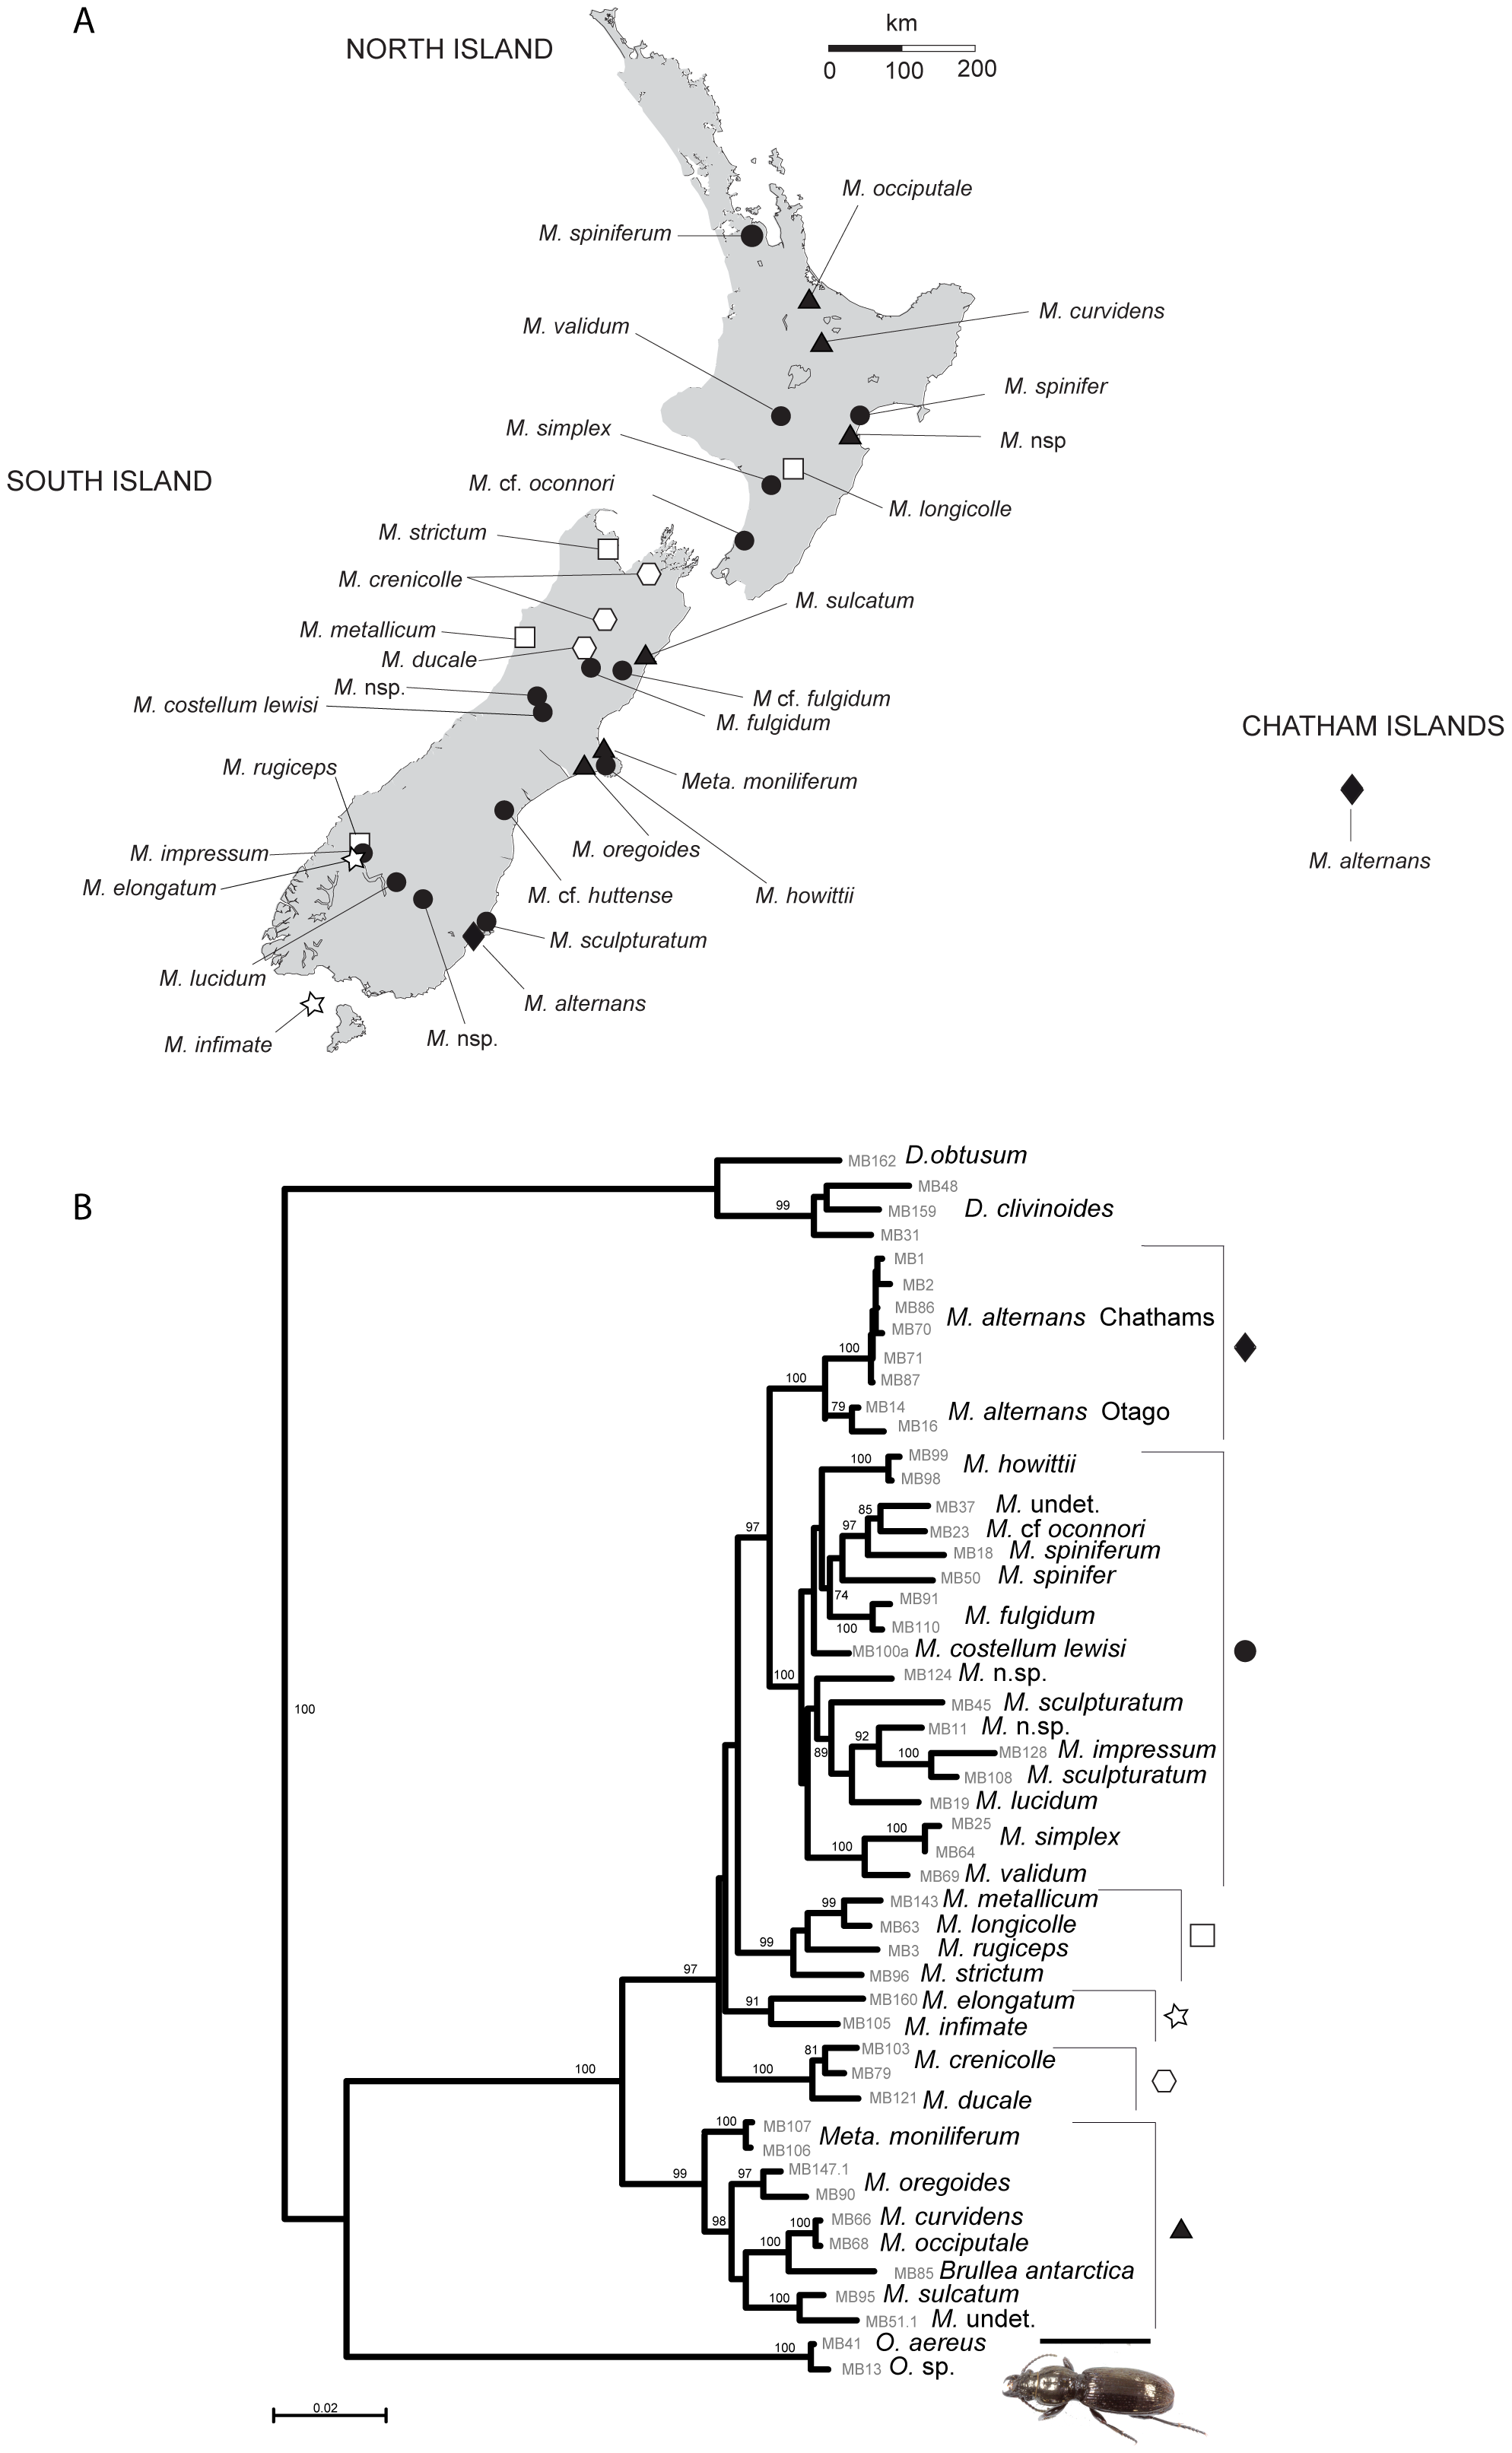 A
NORTH ISLAND
km
0 100 200
M. occiputale
M. spiniferum
M. curvidens
M. validum
M. spinifer
M. simplex
M. nsp
SOUTH ISLAND
M. cf. oconnori
M. longicolle
M. strictum
M. crenicolle
M. sulcatum
M. metallicum
M. ducale
M. nsp.
M cf. fulgidum
M. costellum lewisi
M. fulgidum
CHATHAM ISLANDS
M. rugiceps
Meta. moniliferum
M. impressum
M. oregoides
M. alternans
M. elongatum
M. cf. huttense
M. howittii
M. sculpturatum
M. lucidum
M. alternans
M. infimate
M. nsp.
B
MB162 D.obtusum
MB48
99
MB159 D. clivinoides
MB31
MB1
MB2
MB86
M. alternans Chathams
MB70
100
MB71
100
MB87
79
MB14
M. alternans Otago
MB16
100
MB99
M. howittii
MB98
85
MB37 M. undet.
97
97
MB23 M. cf oconnori
MB18 M. spiniferum
MB50 M. spinifer
74
MB91
M. fulgidum
100
MB110
MB100a M. costellum lewisi
100
MB124 M. n.sp.
MB45 M. sculpturatum
100
MB11 M. n.sp.
92
89
100
MB128 M. impressum
MB108 M. sculpturatum
MB19 M. lucidum
100
MB25
M. simplex
100
MB64
MB69 M. validum
99
MB143 M. metallicum
MB63 M. longicolle
99
MB3 M. rugiceps
97
MB96 M. strictum
91
MB160 M. elongatum
MB105 M. infimate
81
MB103
M. crenicolle
100
100
MB79
MB121 M. ducale
100
MB107
Meta. moniliferum
MB106
99
97
MB147.1
M. oregoides
MB90
98
100
MB66 M. curvidens
100
MB68 M. occiputale
MB85 Brullea antarctica
100
MB95 M. sulcatum
MB51.1 M. undet.
100
MB41 O. aereus
MB13 O. sp.
0.02